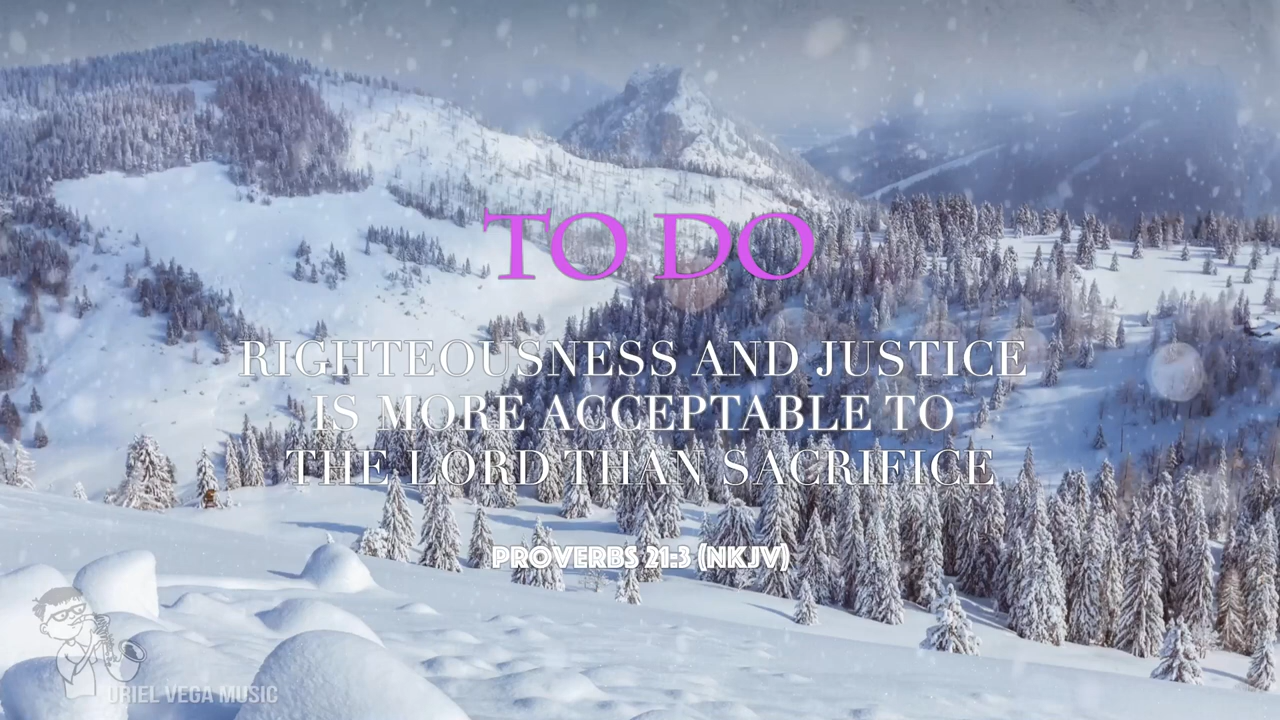 TO DO
RIGHTEOUSNESS AND JUSTICE
IS MORE ACCEPTABLE TO
THE LORD THAN SACRIFICE
PROVERBS 21:3 (NKJV)
URIEL VEGA MUSIC